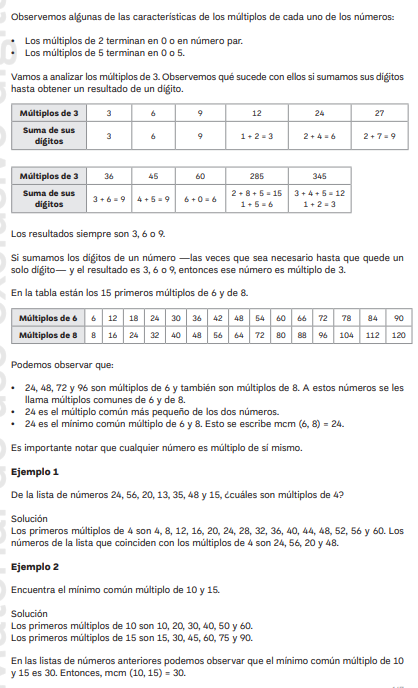 Observemos algunas de las características de los múltiplos de cada uno de los números:
• Los múltiplos de 2 terminan en 0 o en número par.
• Los múltiplos de 5 terminan en 0 o 5.
Vamos a analizar los múltiplos de 3. Observemos qué sucede con ellos si sumamos sus dígitos
hasta obtener un resultado de un dígito.
Múltiplos de 3 3 6 9 12 24 27
Suma de sus dígitos 3 6 9 1 + 2 = 3 2 + 4 = 6 2 + 7 = 9
Múltiplos de 3 36 45 60 285 345
Suma de sus dígitos 3 + 6 = 9 4 + 5 = 9 6 + 0 = 6 2 + 8 + 5 = 15 1 + 5 = 6 3 + 4 + 5 = 12 1 + 2 = 3
Los resultados siempre son 3, 6 o 9.
Si sumamos los dígitos de un número —las veces que sea necesario hasta que quede un
solo dígito— y el resultado es 3, 6 o 9, entonces ese número es múltiplo de 3.
En la tabla están los 15 primeros múltiplos de 6 y de 8.
Múltiplos de 6 6 12 18 24 30 36 42 48 54 60 66 72 78 84 90
Múltiplos de 8 8 16 24 32 40 48 56 64 72 80 88 96 104 112 120
Podemos observar que:
• 24, 48, 72 y 96 son múltiplos de 6 y también son múltiplos de 8. A estos números se les
llama múltiplos comunes de 6 y de 8.
• 24 es el múltiplo común más pequeño de los dos números.
• 24 es el mínimo común múltiplo de 6 y 8. Esto se escribe mcm (6, 8) = 24.
Es importante notar que cualquier número es múltiplo de sí mismo.
Ejemplo 1
De la lista de números 24, 56, 20, 13, 35, 48 y 15, ¿cuáles son múltiplos de 4?
Solución
Los primeros múltiplos de 4 son 4, 8, 12, 16, 20, 24, 28, 32, 36, 40, 44, 48, 52, 56 y 60. Los
números de la lista que coinciden con los múltiplos de 4 son 24, 56, 20 y 48.
Ejemplo 2
Encuentra el mínimo común múltiplo de 10 y 15.
Solución
Los primeros múltiplos de 10 son 10, 20, 30, 40, 50 y 60.
Los primeros múltiplos de 15 son 15, 30, 45, 60, 75 y 90.
En las listas de números anteriores podemos observar que el mínimo común múltiplo de 10
y 15 es 30. Entonces, mcm (10, 15) = 30.